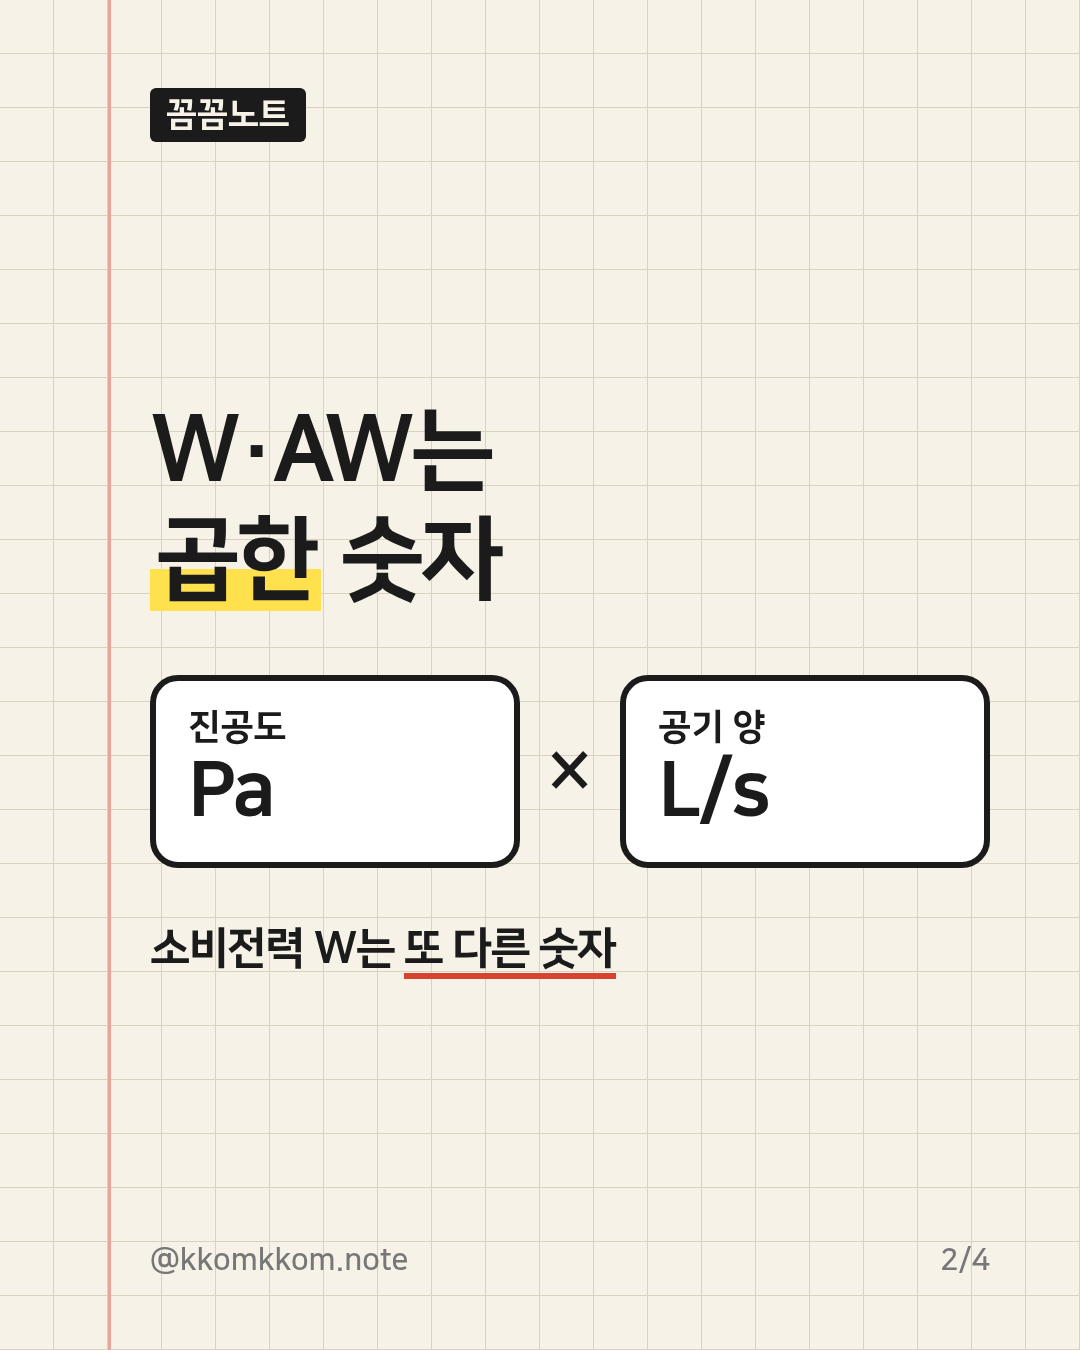 꼼꼼노트
W·AW는
곱한 숫자
진공도
Pa
×
공기 양
L/s
소비전력 W는 또 다른 숫자
@kkomkkom.note
2/4